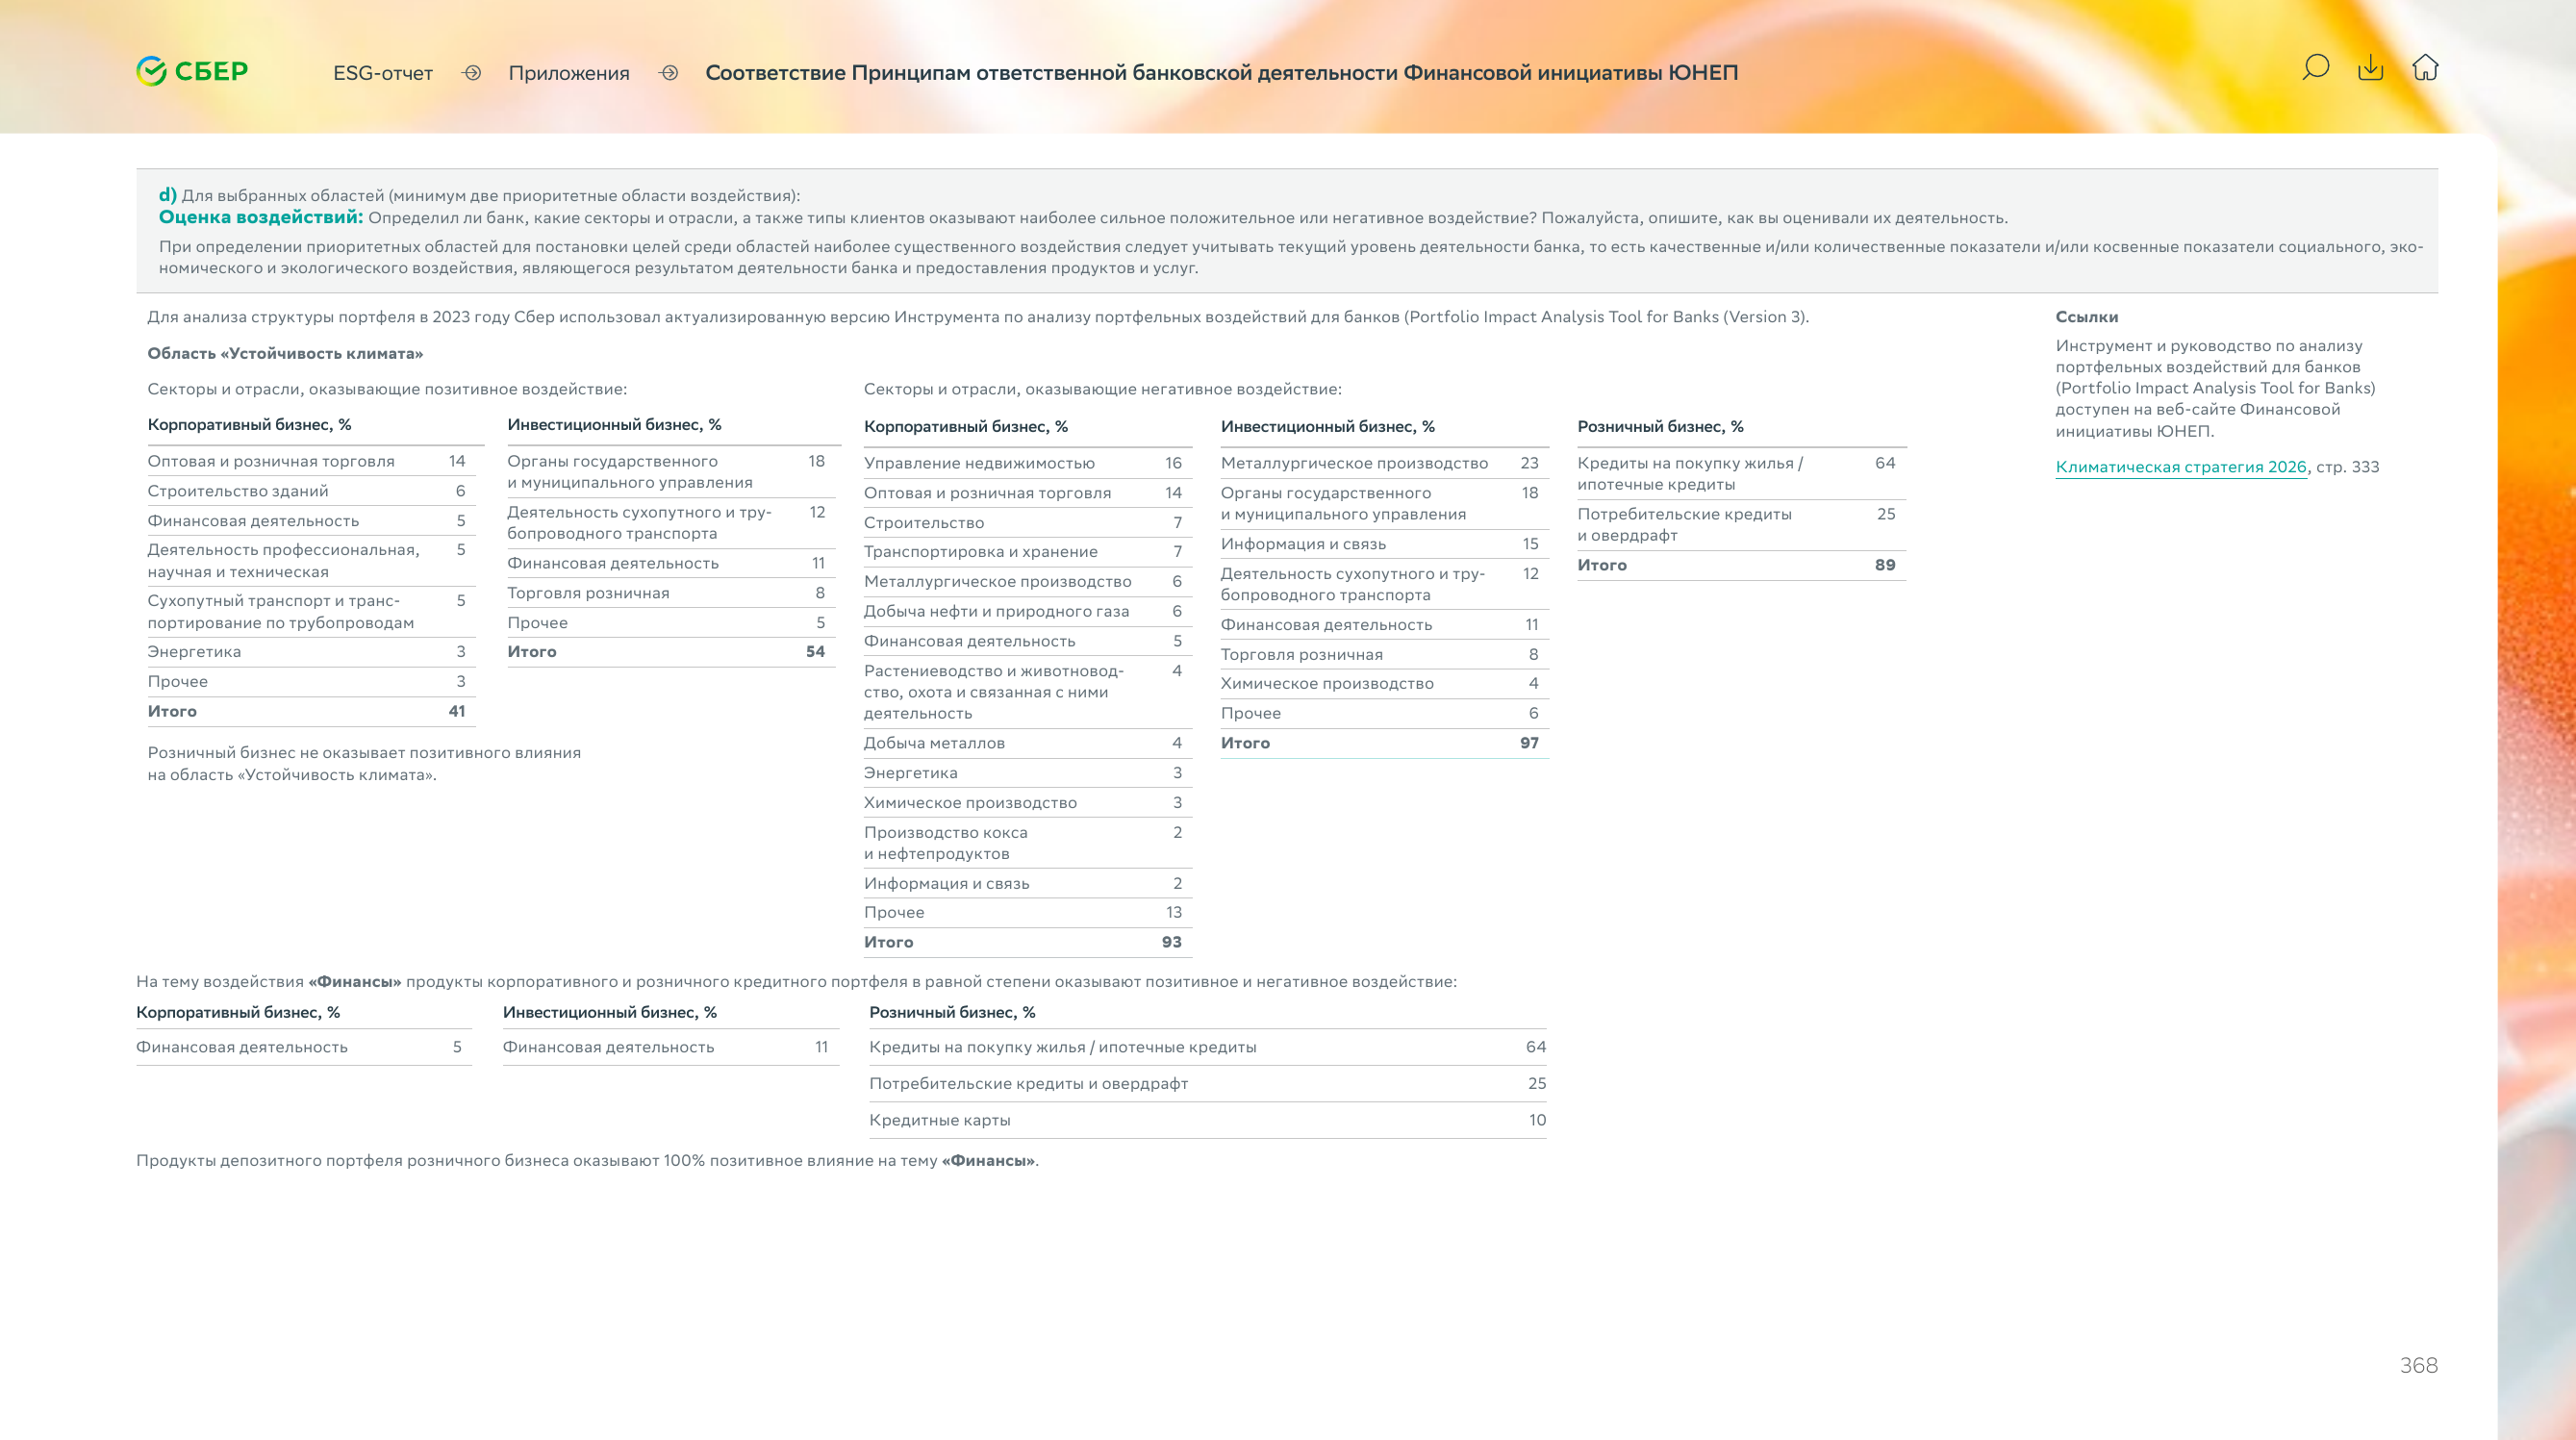 СБЕР
ESG-отчет
Приложения
Соответствие Принципам ответственной банковской деятельности Финансовой инициативы ЮНЕП
d) Для выбранных областей (минимум две приоритетные области воздействия):
Оценка воздействий: Определил ли банк, какие секторы и отрасли, а также типы клиентов оказывают наиболее сильное положительное или негативное воздействие? Пожалуйста, опишите, как вы оценивали их деятельность.
При определении приоритетных областей для постановки целей среди областей наиболее существенного воздействия следует учитывать текущий уровень деятельности банка, то есть качественные и/или количественные показатели и/или косвенные показатели социального, эко-
номического и экологического воздействия, являющегося результатом деятельности банка и предоставления продуктов и услуг.
Для анализа структуры портфеля в 2023 году Сбер использовал актуализированную версию Инструмента по анализу портфельных воздействий для банков (Portfolio Impact Analysis Tool for Banks (Version 3).
Область «Устойчивость климата»
Секторы и отрасли, оказывающие позитивное воздействие:
Корпоративный бизнес, %
Оптовая и розничная торговля 14
Строительство зданий 6
Финансовая деятельность 5
Деятельность профессиональная, 5
научная и техническая
Сухопутный транспорт и транс- 5
портирование по трубопроводам
Энергетика 3
Прочее 3
Итого 41
Инвестиционный бизнес, %
Органы государственного 18
и муниципального управления
Деятельность сухопутного и тру- 12
бопроводного транспорта
Финансовая деятельность 11
Торговля розничная 8
Прочее 5
Итого 54
Розничный бизнес не оказывает позитивного влияния
на область «Устойчивость климата».
Секторы и отрасли, оказывающие негативное воздействие:
Корпоративный бизнес, %
Управление недвижимостью 16
Оптовая и розничная торговля 14
Строительство 7
Транспортировка и хранение 7
Металлургическое производство 6
Добыча нефти и природного газа 6
Финансовая деятельность 5
Растениеводство и животновод- 4
ство, охота и связанная с ними
деятельность
Добыча металлов 4
Энергетика 3
Химическое производство 3
Производство кокса 2
и нефтепродуктов
Информация и связь 2
Прочее 13
Итого 93
Инвестиционный бизнес, %
Металлургическое производство 23
Органы государственного 18
и муниципального управления
Информация и связь 15
Деятельность сухопутного и тру- 12
бопроводного транспорта
Финансовая деятельность 11
Торговля розничная 8
Химическое производство 4
Прочее 6
Итого 97
Розничный бизнес, %
Кредиты на покупку жилья / 64
ипотечные кредиты
Потребительские кредиты 25
и овердрафт
Итого 89
Ссылки
Инструмент и руководство по анализу
портфельных воздействий для банков
(Portfolio Impact Analysis Tool for Banks)
доступен на веб-сайте Финансовой
инициативы ЮНЕП.
Климатическая стратегия 2026, стр. 333
На тему воздействия «Финансы» продукты корпоративного и розничного кредитного портфеля в равной степени оказывают позитивное и негативное воздействие:
Корпоративный бизнес, %
Финансовая деятельность 5
Инвестиционный бизнес, %
Финансовая деятельность 11
Розничный бизнес, %
Кредиты на покупку жилья / ипотечные кредиты 64
Потребительские кредиты и овердрафт 25
Кредитные карты 10
Продукты депозитного портфеля розничного бизнеса оказывают 100% позитивное влияние на тему «Финансы».
368